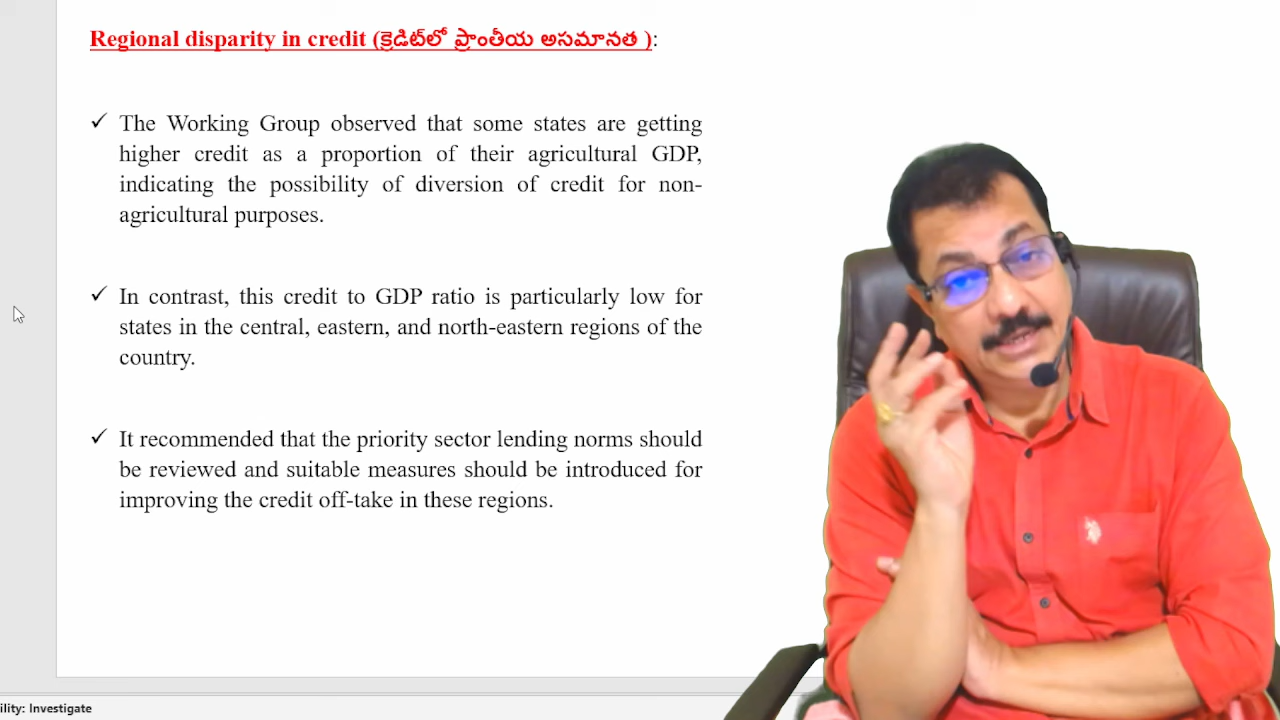 Regional disparity in credit (క్రెడిట్‌లో ప్రాంతీయ అసమానత ):
✓ The Working Group observed that some states are getting
higher credit as a proportion of their agricultural GDP,
indicating the possibility of diversion of credit for non-
agricultural purposes.
✓ In contrast, this credit to GDP ratio is particularly low for
states in the central, eastern, and north-eastern regions of the
country.
✓ It recommended that the priority sector lending norms should
be reviewed and suitable measures should be introduced for
improving the credit off-take in these regions.
ility: Investigate